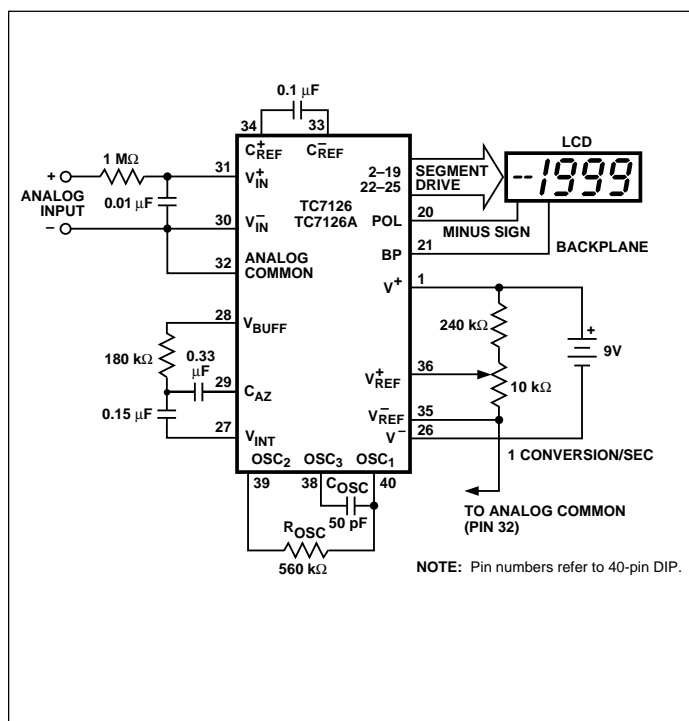 0.1 µF
34 33
C+REF C–REF
LCD
1 MΩ
31
V+IN
2–19
22–25
SEGMENT
DRIVE
–1999
+
ANALOG
INPUT
–
0.01 µF
30
V–IN
TC7126
TC7126A
POL
20
MINUS SIGN
32
ANALOG
COMMON
BP
21
BACKPLANE
V+
1
28
VBUFF
240 kΩ
+
9V
180 kΩ
0.33
µF
29
CAZ
V+REF
36
10 kΩ
0.15 µF
27
VINT
V–REF
35
V–
26
1 CONVERSION/SEC
OSC2 OSC3 OSC1
39 38 COSC 40
50 pF
TO ANALOG COMMON
(PIN 32)
ROSC
560 kΩ
NOTE: Pin numbers refer to 40-pin DIP.